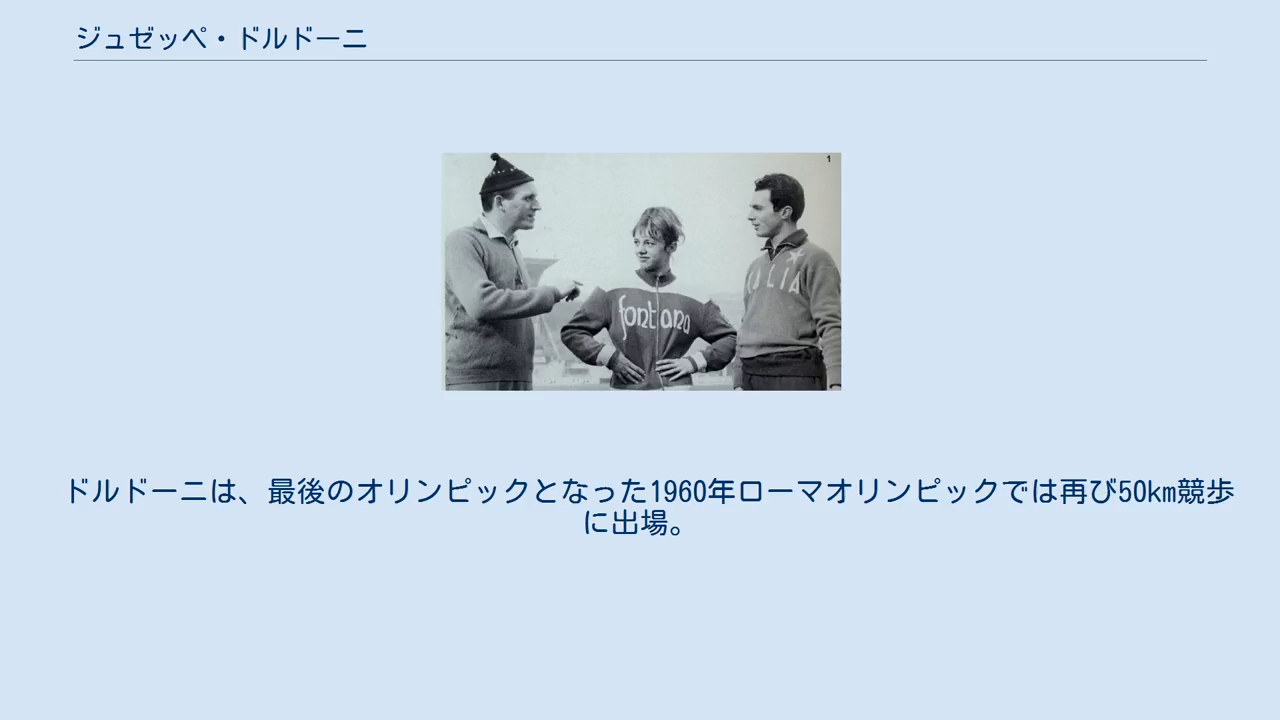 ジュゼッペ・ドルドーニ
1
fontana
ITALIA
ドルドーニは、最後のオリンピックとなった1960年ローマオリンピックでは再び50km競歩
に出場。